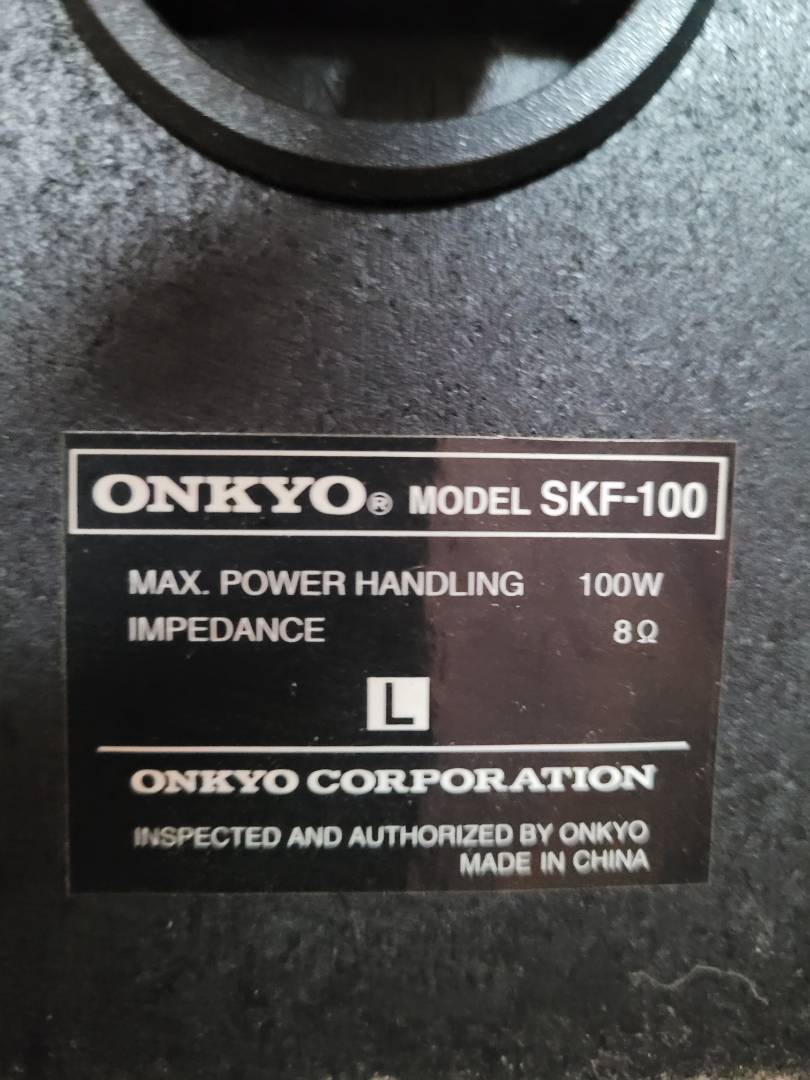 ONKYO® MODEL SKF-100
MAX. POWER HANDLING 100W
IMPEDANCE 8Ω
L
ONKYO CORPORATION
INSPECTED AND AUTHORIZED BY ONKYO
MADE IN CHINA